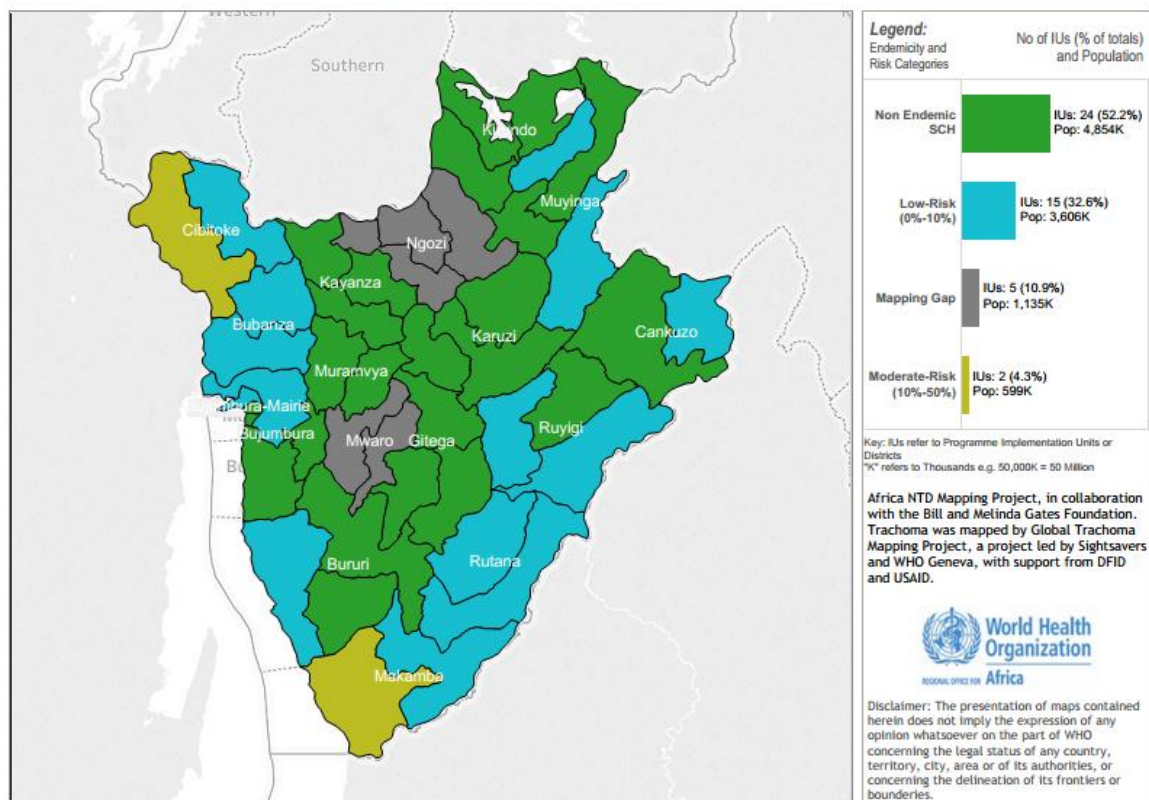 Western
Southern
Kirundo
Muyinga
Cibitoke
Ngozi
Kayanza
Bubanza
Karuzi
Cankuzo
Muramvya
Bujumbura-Mairie
Bujumbura
Mwaro
Gitega
Ruyigi
Bururi
Rutana
Makamba
Legend:
Endemicity and
Risk Categories
No of IUs (% of totals)
and Population
Non Endemic
SCH
IUs: 24 (52.2%)
Pop: 4,854K
Low-Risk
(0%-10%)
IUs: 15 (32.6%)
Pop: 3,606K
Mapping Gap
IUs: 5 (10.9%)
Pop: 1,135K
Moderate-Risk
(10%-50%)
IUs: 2 (4.3%)
Pop: 599K
Key: IUs refer to Programme Implementation Units or
Districts
"K" refers to Thousands e.g. 50,000K = 50 Million
Africa NTD Mapping Project, in collaboration
with the Bill and Melinda Gates Foundation.
Trachoma was mapped by Global Trachoma
Mapping Project, a project led by Sightsavers
and WHO Geneva, with support from DFID
and USAID.
World Health
Organization
REGIONAL OFFICE FOR Africa
Disclaimer: The presentation of maps contained
herein does not imply the expression of any
opinion whatsoever on the part of WHO
concerning the legal status of any country,
territory, city, area or of its authorities, or
concerning the delineation of its frontiers or
bounderies.